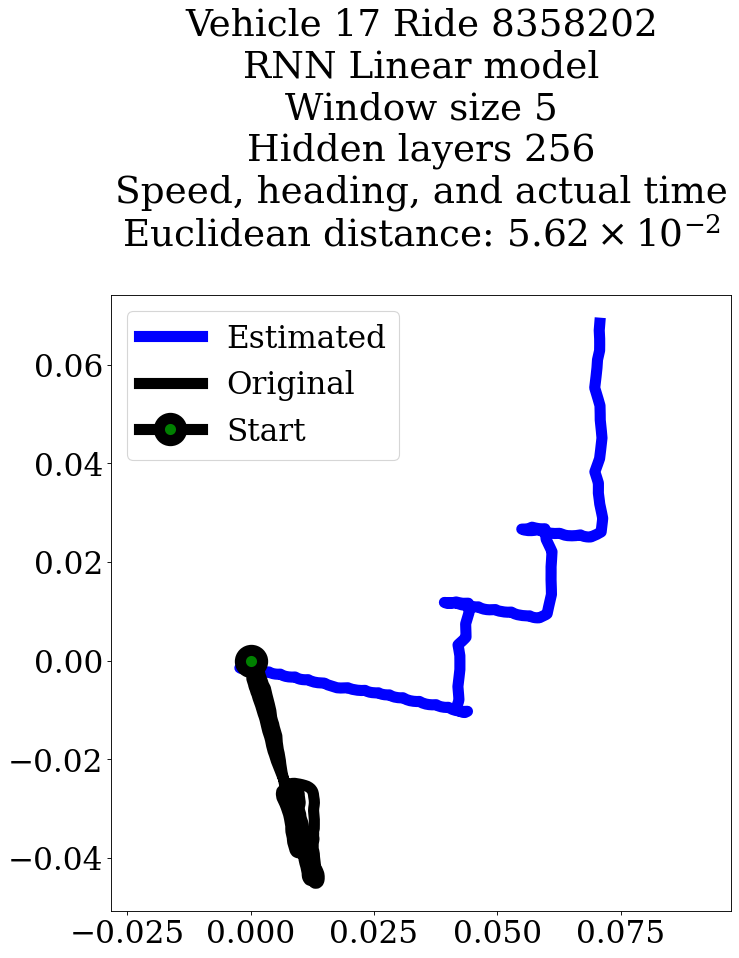 Vehicle 17 Ride 8358202
RNN Linear model
Window size 5
Hidden layers 256
Speed, heading, and actual time
Euclidean distance: 5.62 × 10⁻²
Estimated
Original
Start
0.06
0.04
0.02
0.00
−0.02
−0.04
−0.025 0.000 0.025 0.050 0.075